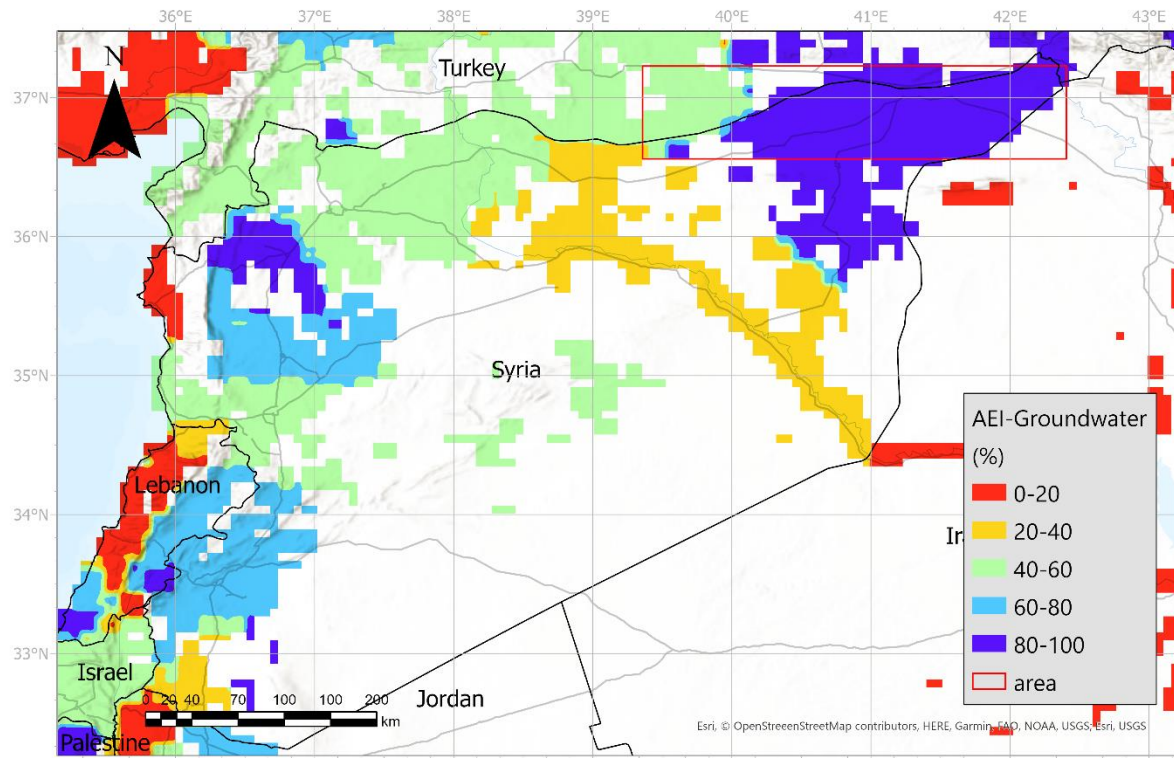 36°E 37°E 38°E 39°E 40°E 41°E 42°E 43°E
N
Turkey
37°N
36°N
35°N
Syria
AEI-Groundwater
(%)
0-20
20-40
40-60
60-80
80-100
area
Lebanon
34°N
33°N
Israel
Jordan
0 20 40 70 100 100 200
km
Palestine
Esri, © OpenStreeenStreetMap contributors, HERE, Garmin, FAO, NOAA, USGS, Esri, USGS